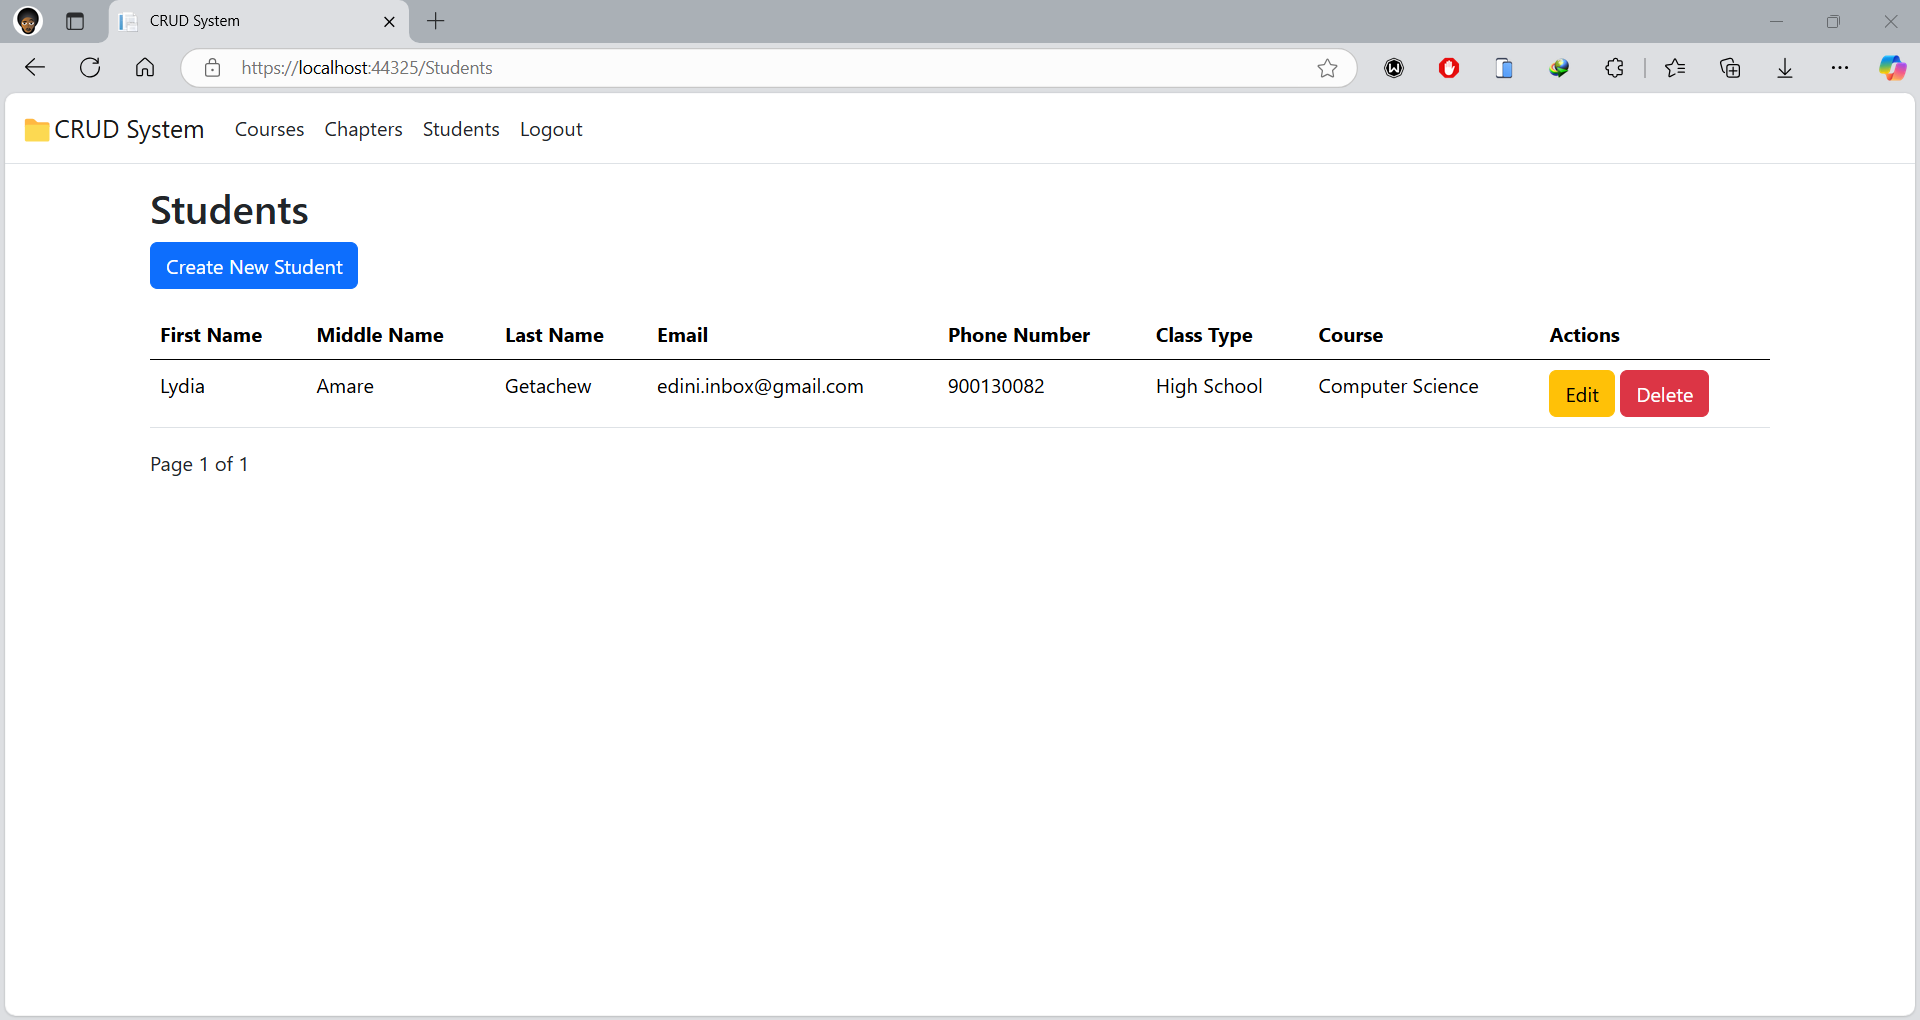 CRUD System
https://localhost:44325/Students
CRUD System Courses Chapters Students Logout
Students
Create New Student
First Name Middle Name Last Name Email Phone Number Class Type Course Actions
Lydia Amare Getachew edini.inbox@gmail.com 900130082 High School Computer Science Edit Delete
Page 1 of 1